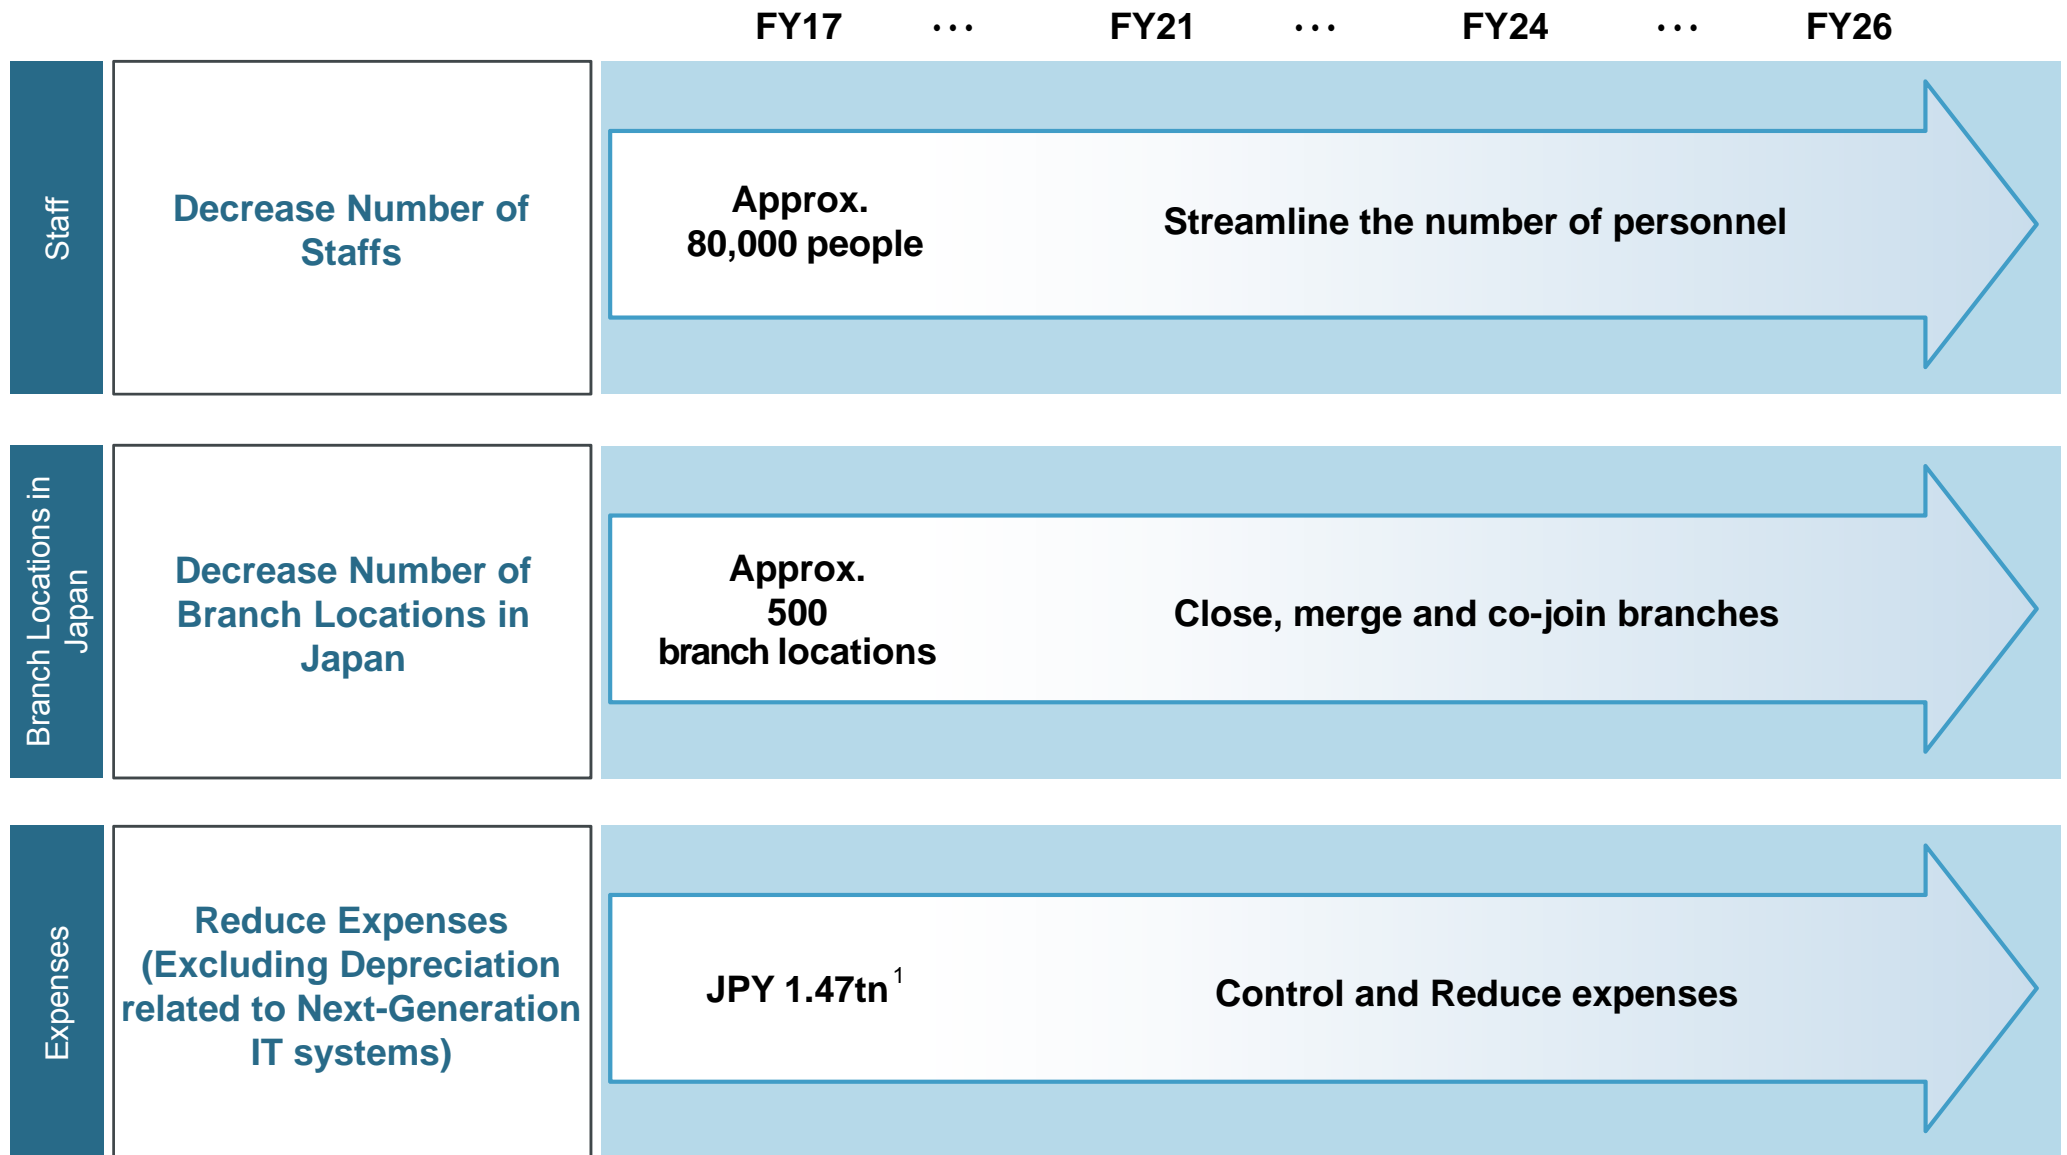 FY17 ... FY21 ... FY24 ... FY26
Staff
Decrease Number of
Staffs
Approx.
80,000 people
Streamline the number of personnel
Branch Locations in
Japan
Decrease Number of
Branch Locations in
Japan
Approx.
500
branch locations
Close, merge and co-join branches
Expenses
Reduce Expenses
(Excluding Depreciation
related to Next-Generation
IT systems)
JPY 1.47tn 1
Control and Reduce expenses